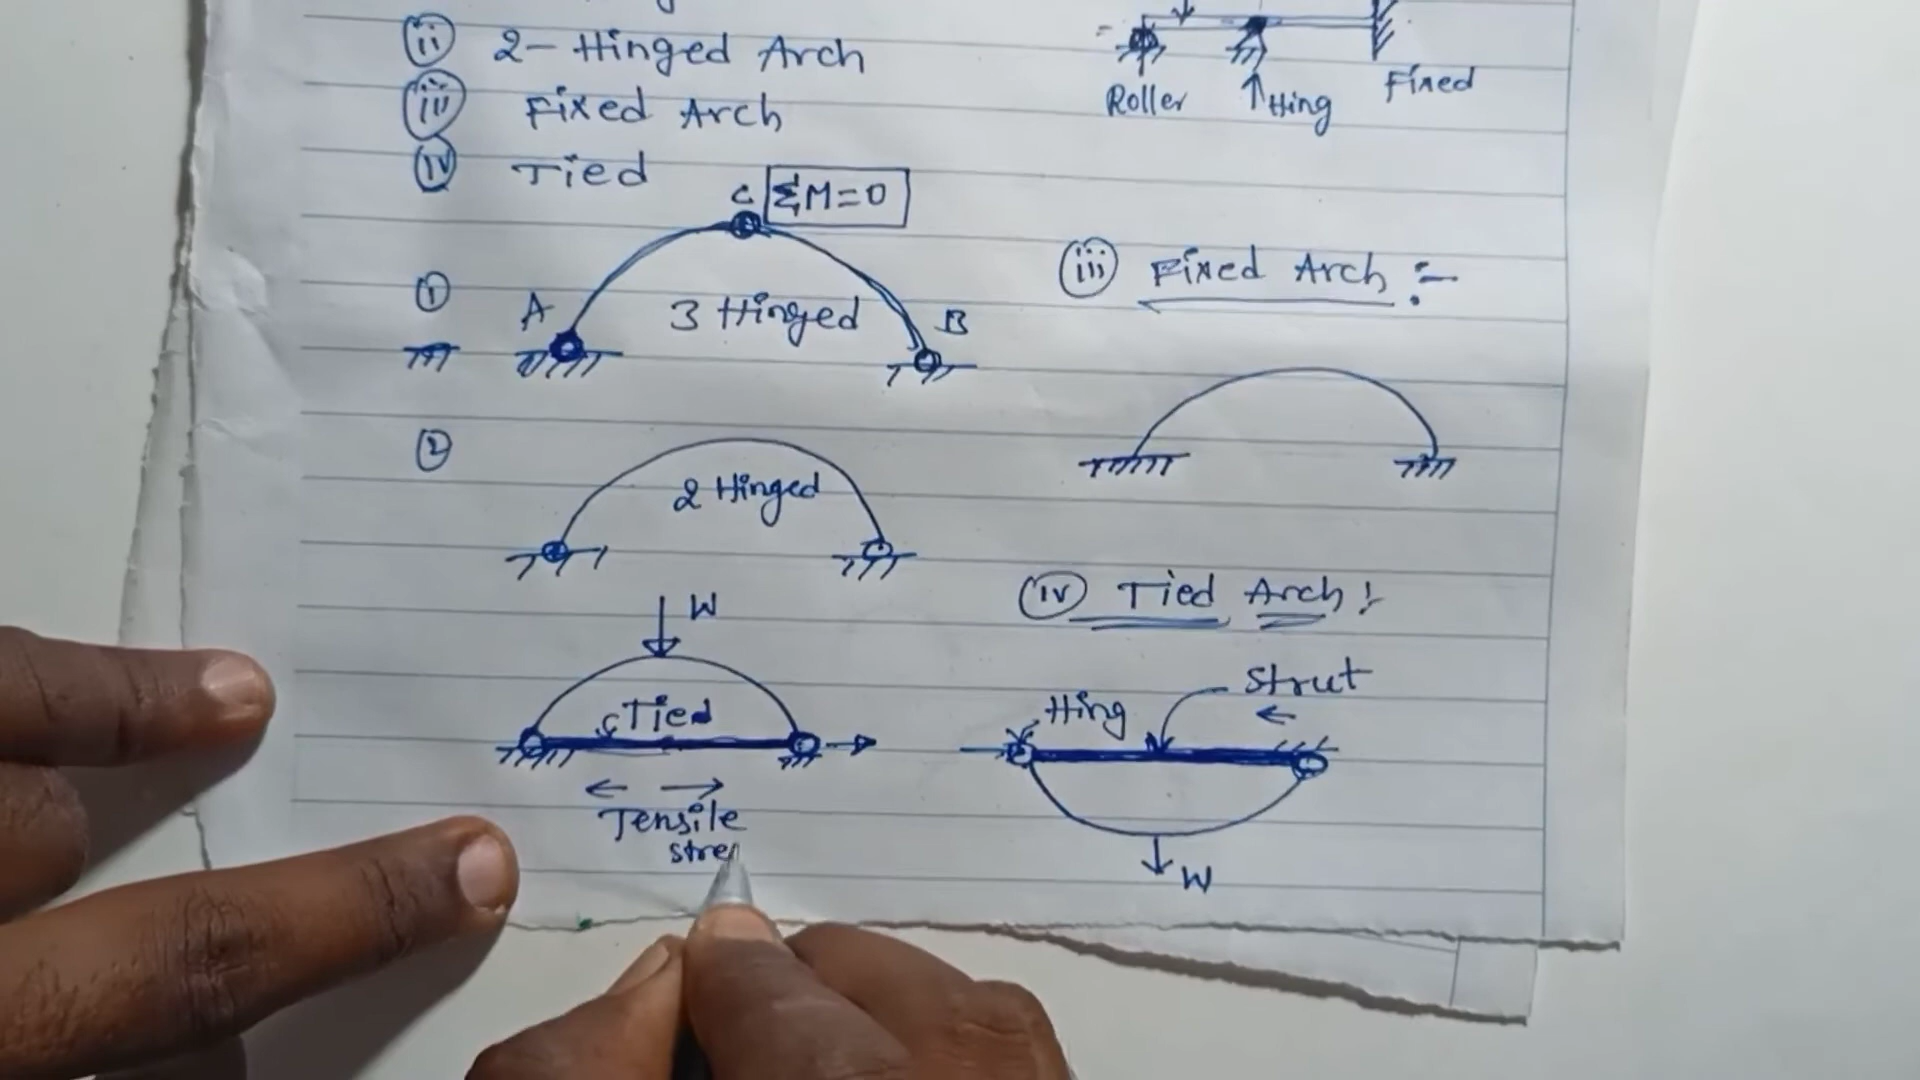 (ii) 2- Hinged Arch
(iii) Fixed Arch
(iv) Tied
Roller
Hing
Fixed
C ΣM=0
① A 3 Hinged B
(iii) Fixed Arch :-
② 2 Hinged
(iv) Tied Arch :
W
Tied
Tensile
stre
Strut
Hing
W